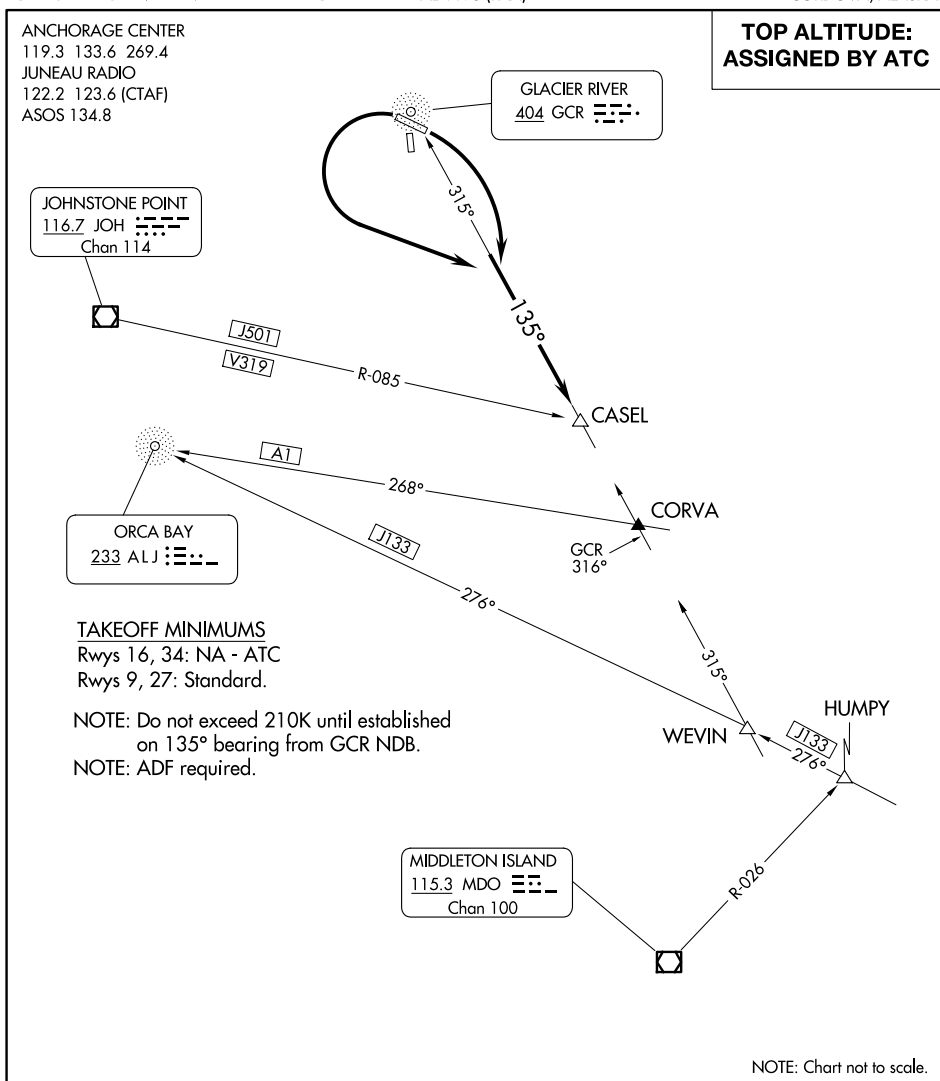 TOP ALTITUDE:
ASSIGNED BY ATC
ANCHORAGE CENTER
119.3 133.6 269.4
JUNEAU RADIO
122.2 123.6 (CTAF)
ASOS 134.8
GLACIER RIVER
404 GCR
315°
JOHNSTONE POINT
116.7 JOH
Chan 114
135°
J501
V319
R-085
CASEL
A1
268°
CORVA
GCR
316°
ORCA BAY
233 ALJ
J133
276°
TAKEOFF MINIMUMS
Rwys 16, 34: NA - ATC
Rwys 9, 27: Standard.
315°
HUMPY
WEVIN
J133
276°
NOTE: Do not exceed 210K until established
on 135° bearing from GCR NDB.
NOTE: ADF required.
MIDDLETON ISLAND
115.3 MDO
Chan 100
R-026
NOTE: Chart not to scale.